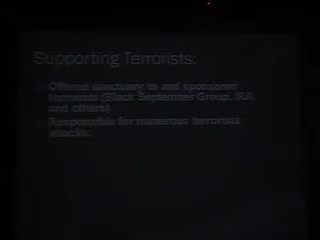 Supporting Terrorists:
Offered sanctuary to and sponsored
terrorists (Black September Group, IRA
and others)
Responsible for numerous terrorists
attacks: